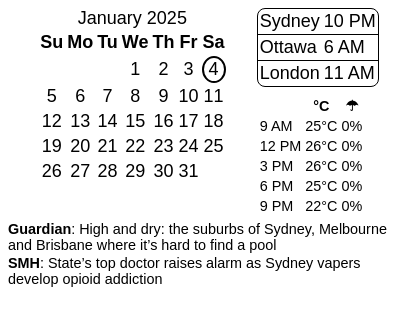 January 2025
Su Mo Tu We Th Fr Sa
1 2 3 4
5 6 7 8 9 10 11
12 13 14 15 16 17 18
19 20 21 22 23 24 25
26 27 28 29 30 31
Sydney 10 PM
Ottawa 6 AM
London 11 AM
°C ☂
9 AM 25°C 0%
12 PM 26°C 0%
3 PM 26°C 0%
6 PM 25°C 0%
9 PM 22°C 0%
Guardian: High and dry: the suburbs of Sydney, Melbourne
and Brisbane where it’s hard to find a pool
SMH: State’s top doctor raises alarm as Sydney vapers
develop opioid addiction